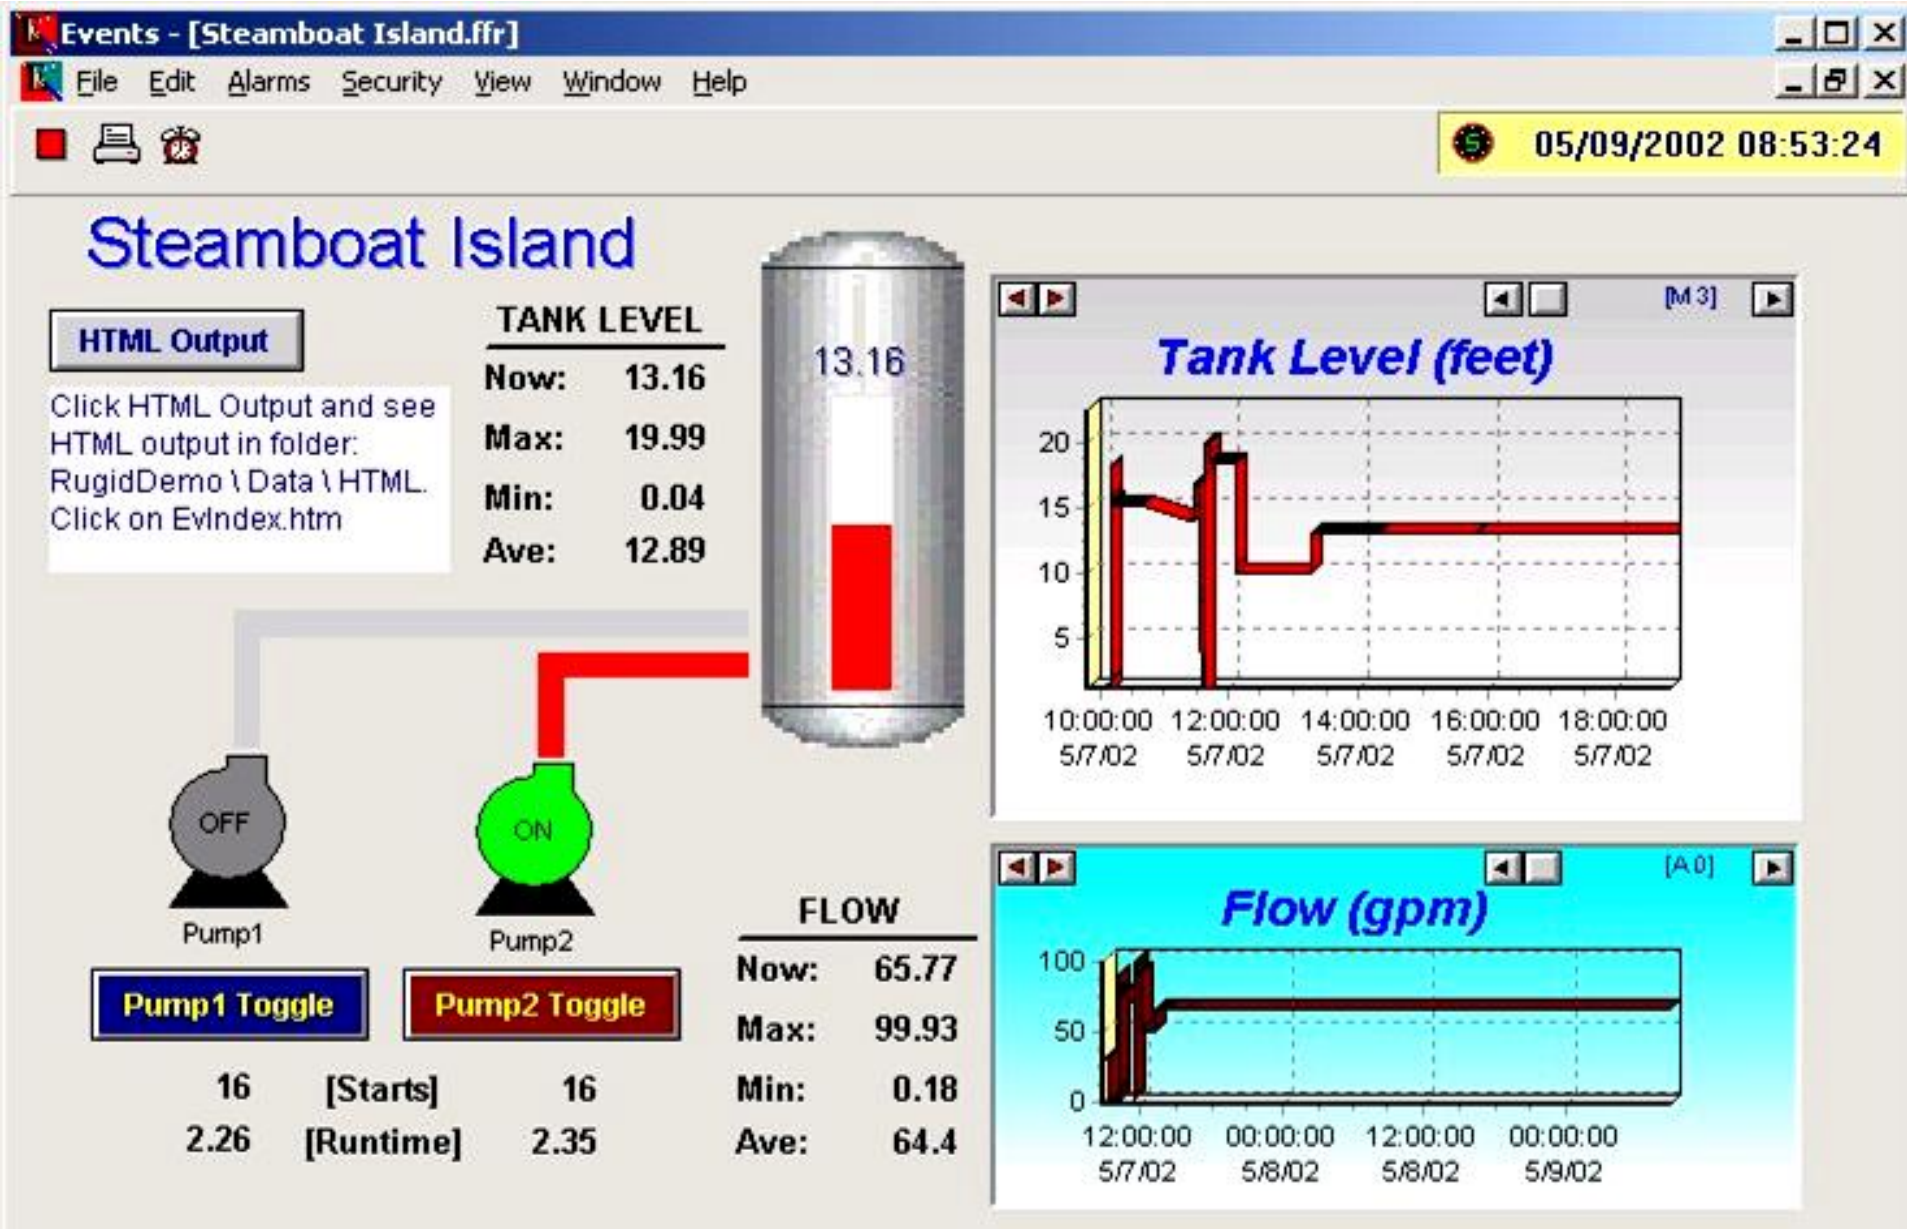 Events - [Steamboat Island.ffr]
File Edit Alarms Security View Window Help
05/09/2002 08:53:24
Steamboat Island
HTML Output
Click HTML Output and see
HTML output in folder:
RugidDemo \ Data \ HTML.
Click on EvIndex.htm
TANK LEVEL
Now: 13.16
Max: 19.99
Min: 0.04
Ave: 12.89
13.16
[M 3]
Tank Level (feet)
20
15
10
5
10:00:00 12:00:00 14:00:00 16:00:00 18:00:00
5/7/02 5/7/02 5/7/02 5/7/02 5/7/02
OFF
Pump1
ON
Pump2
Pump1 Toggle
Pump2 Toggle
16 [Starts] 16
2.26 [Runtime] 2.35
FLOW
Now: 65.77
Max: 99.93
Min: 0.18
Ave: 64.4
[A 0]
Flow (gpm)
100
50
0
12:00:00 00:00:00 12:00:00 00:00:00
5/7/02 5/8/02 5/8/02 5/9/02